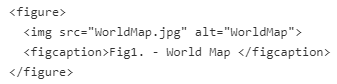 <figure>
  <img src="WorldMap.jpg" alt="WorldMap">
  <figcaption>Fig1. - World Map </figcaption>
</figure>